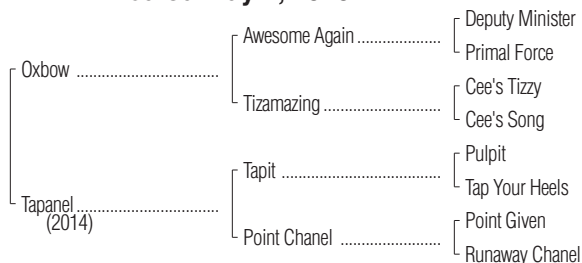 Deputy Minister
Awesome Again
Primal Force
Oxbow
Cee's Tizzy
Tizamazing
Cee's Song
Pulpit
Tapit
Tap Your Heels
Tapanel
(2014)
Point Given
Point Chanel
Runaway Chanel